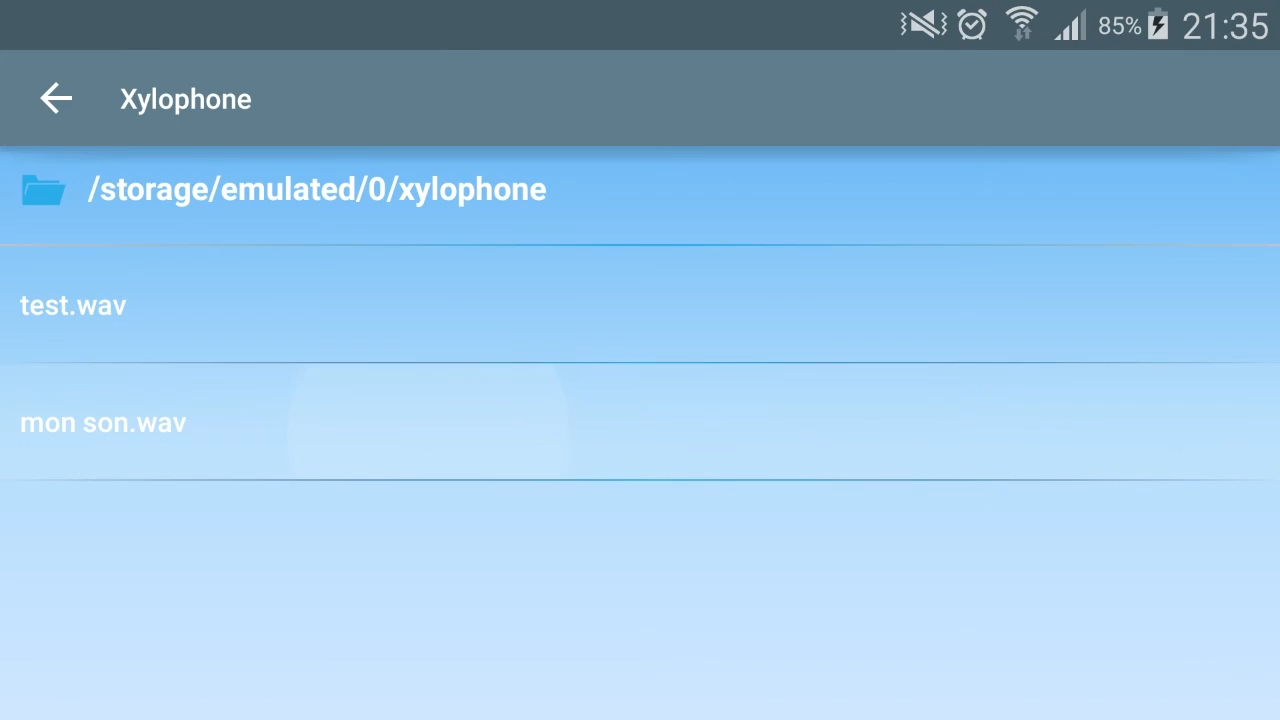 85% 21:35
Xylophone
/storage/emulated/0/xylophone
test.wav
mon son.wav